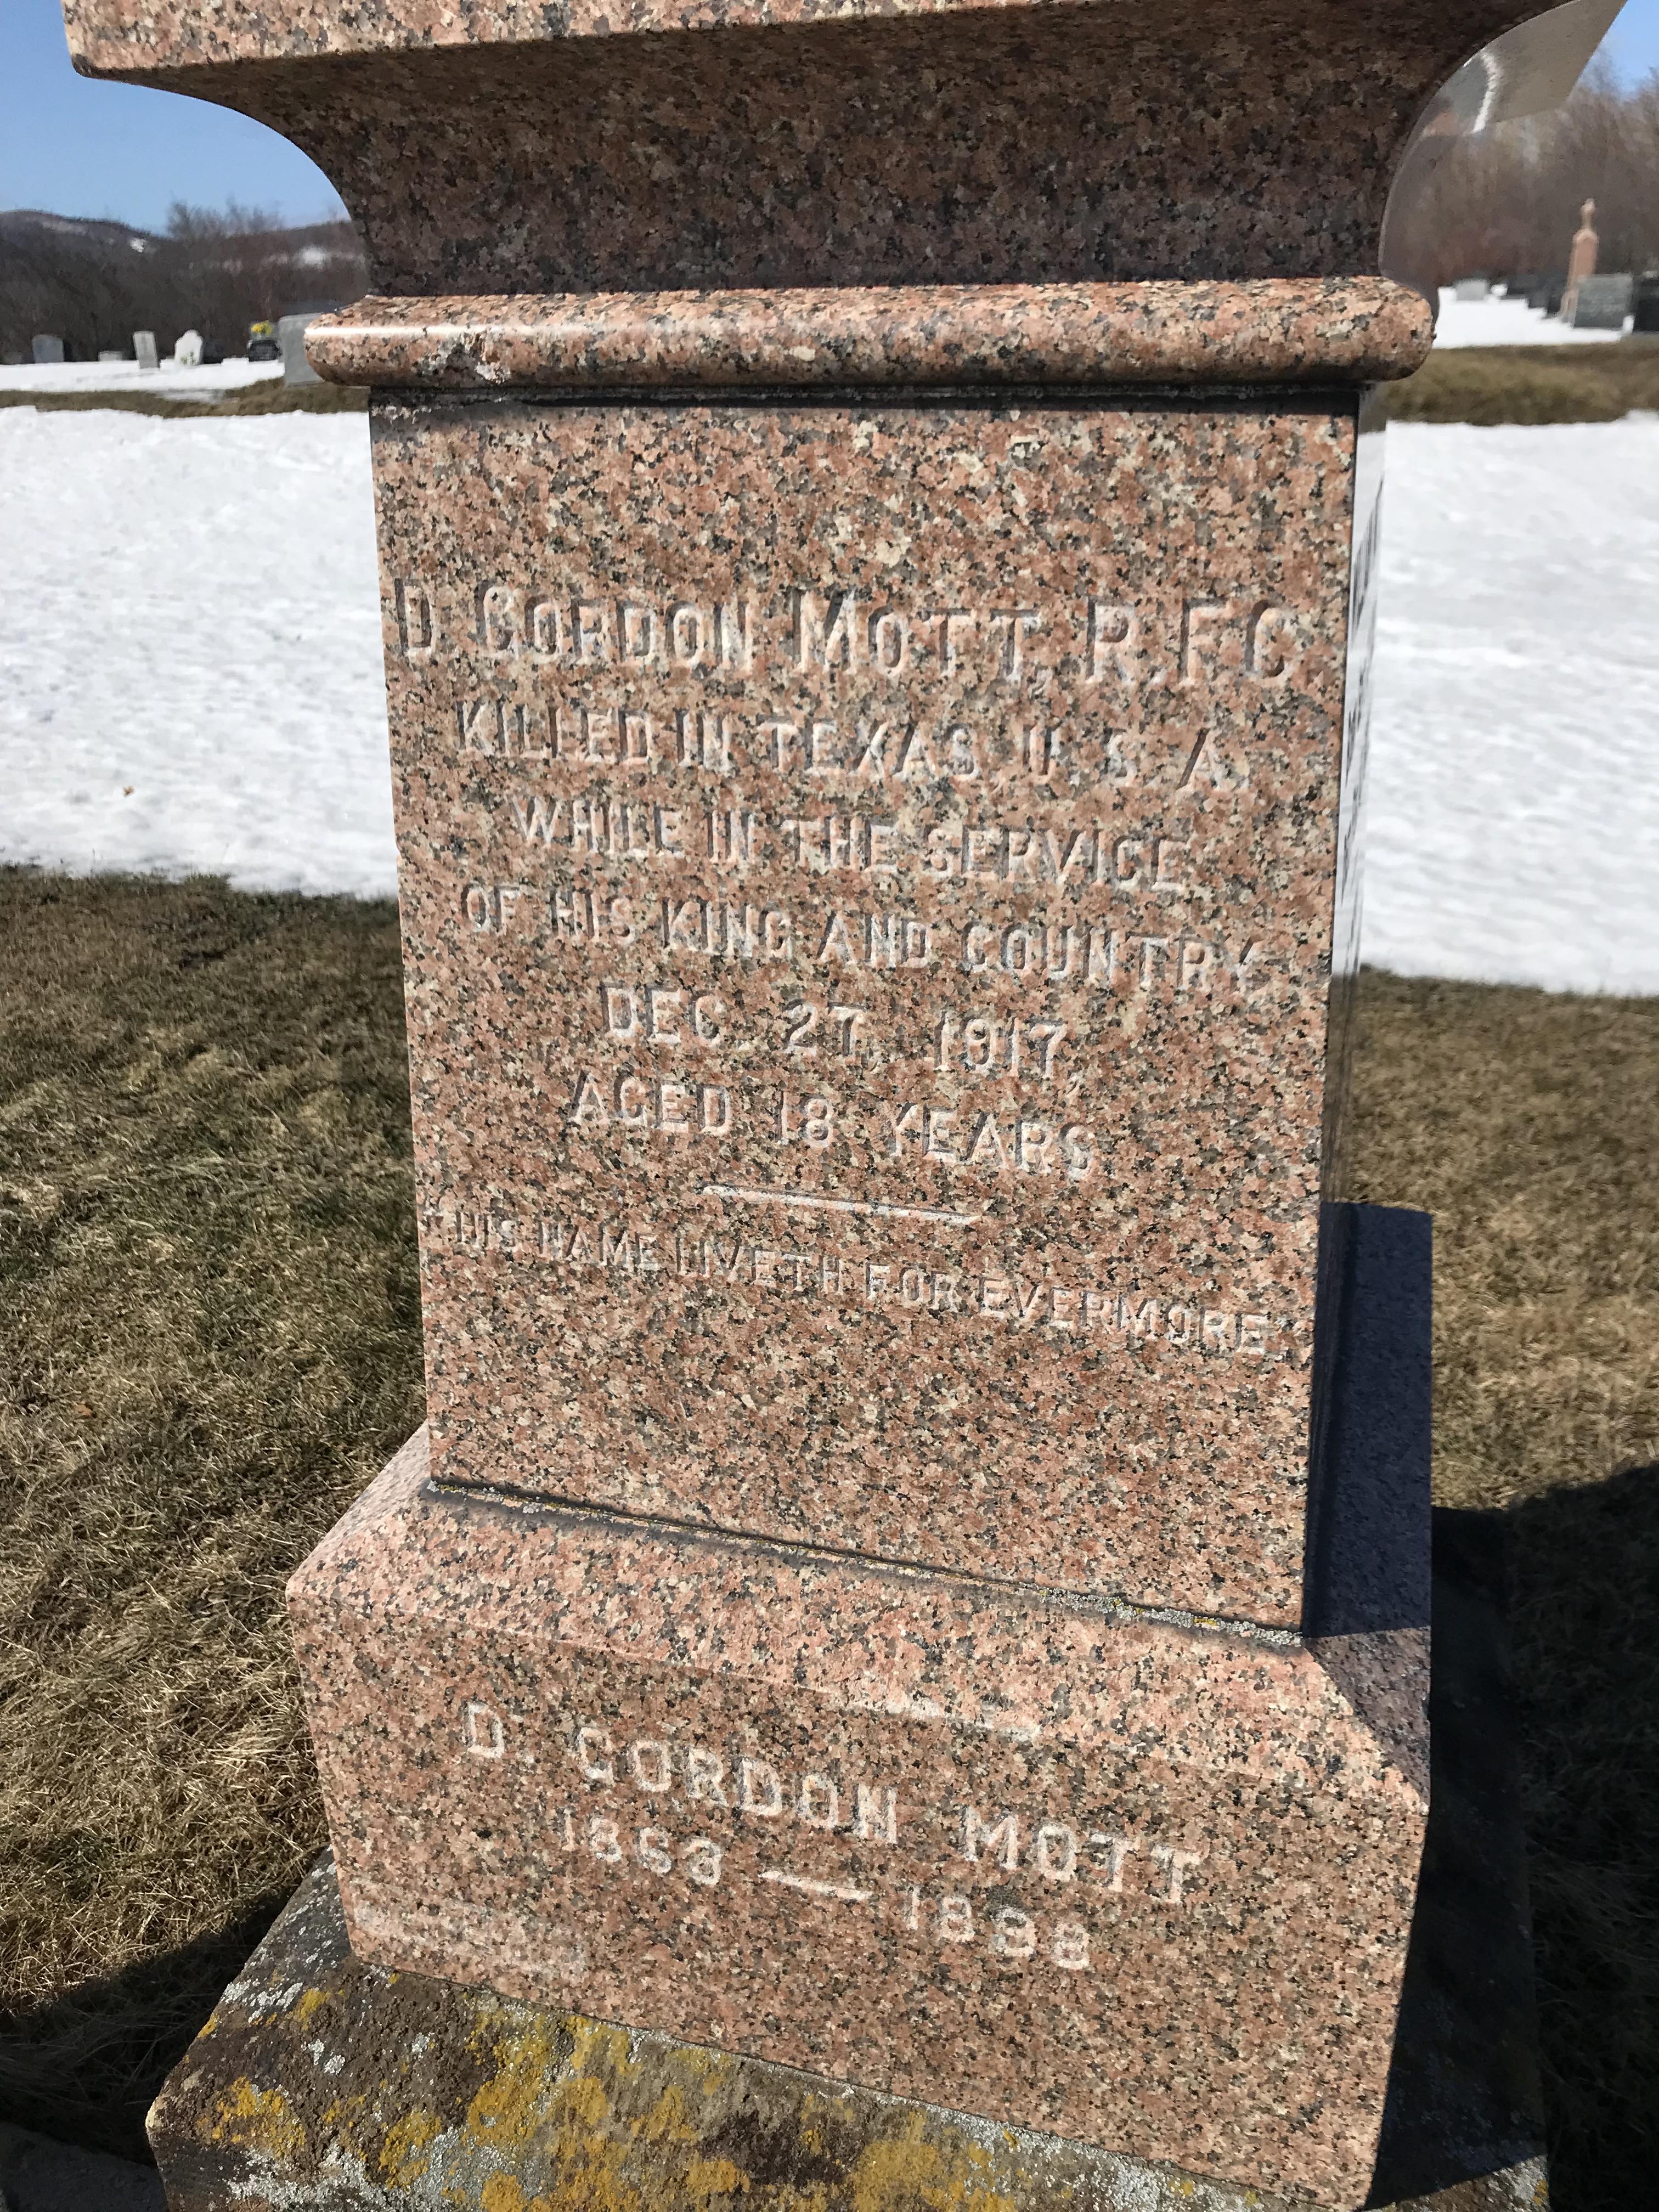 D. GORDON MOTT, R.F.C.
KILLED IN TEXAS, U.S.A.
WHILE IN THE SERVICE
OF HIS KING AND COUNTRY
DEC. 27, 1917,
AGED 18 YEARS
"HIS NAME LIVETH FOR EVERMORE."
D. GORDON MOTT
1868 — 1898